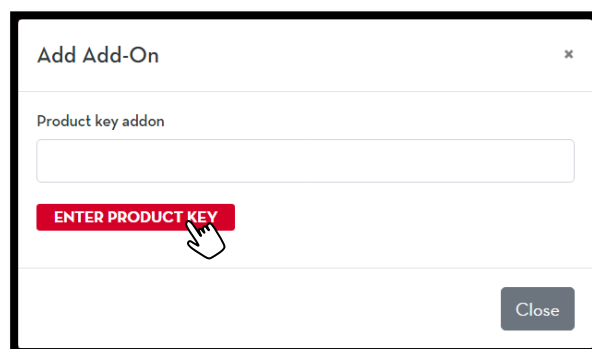 Add Add-On
×
Product key addon
ENTER PRODUCT KEY
Close